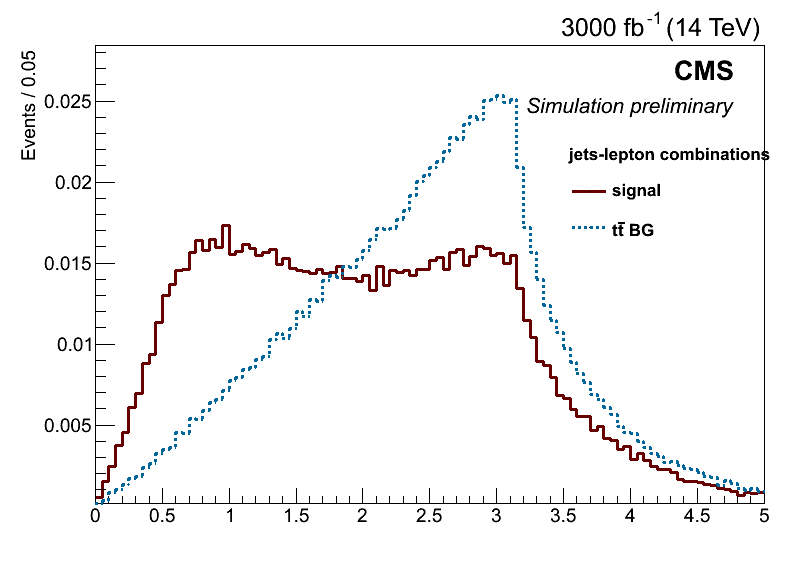 3000 fb-1 (14 TeV)
Events / 0.05
CMS
Simulation preliminary
jets-lepton combinations
signal
tt̄ BG
0.025
0.02
0.015
0.01
0.005
0 0.5 1 1.5 2 2.5 3 3.5 4 4.5 5